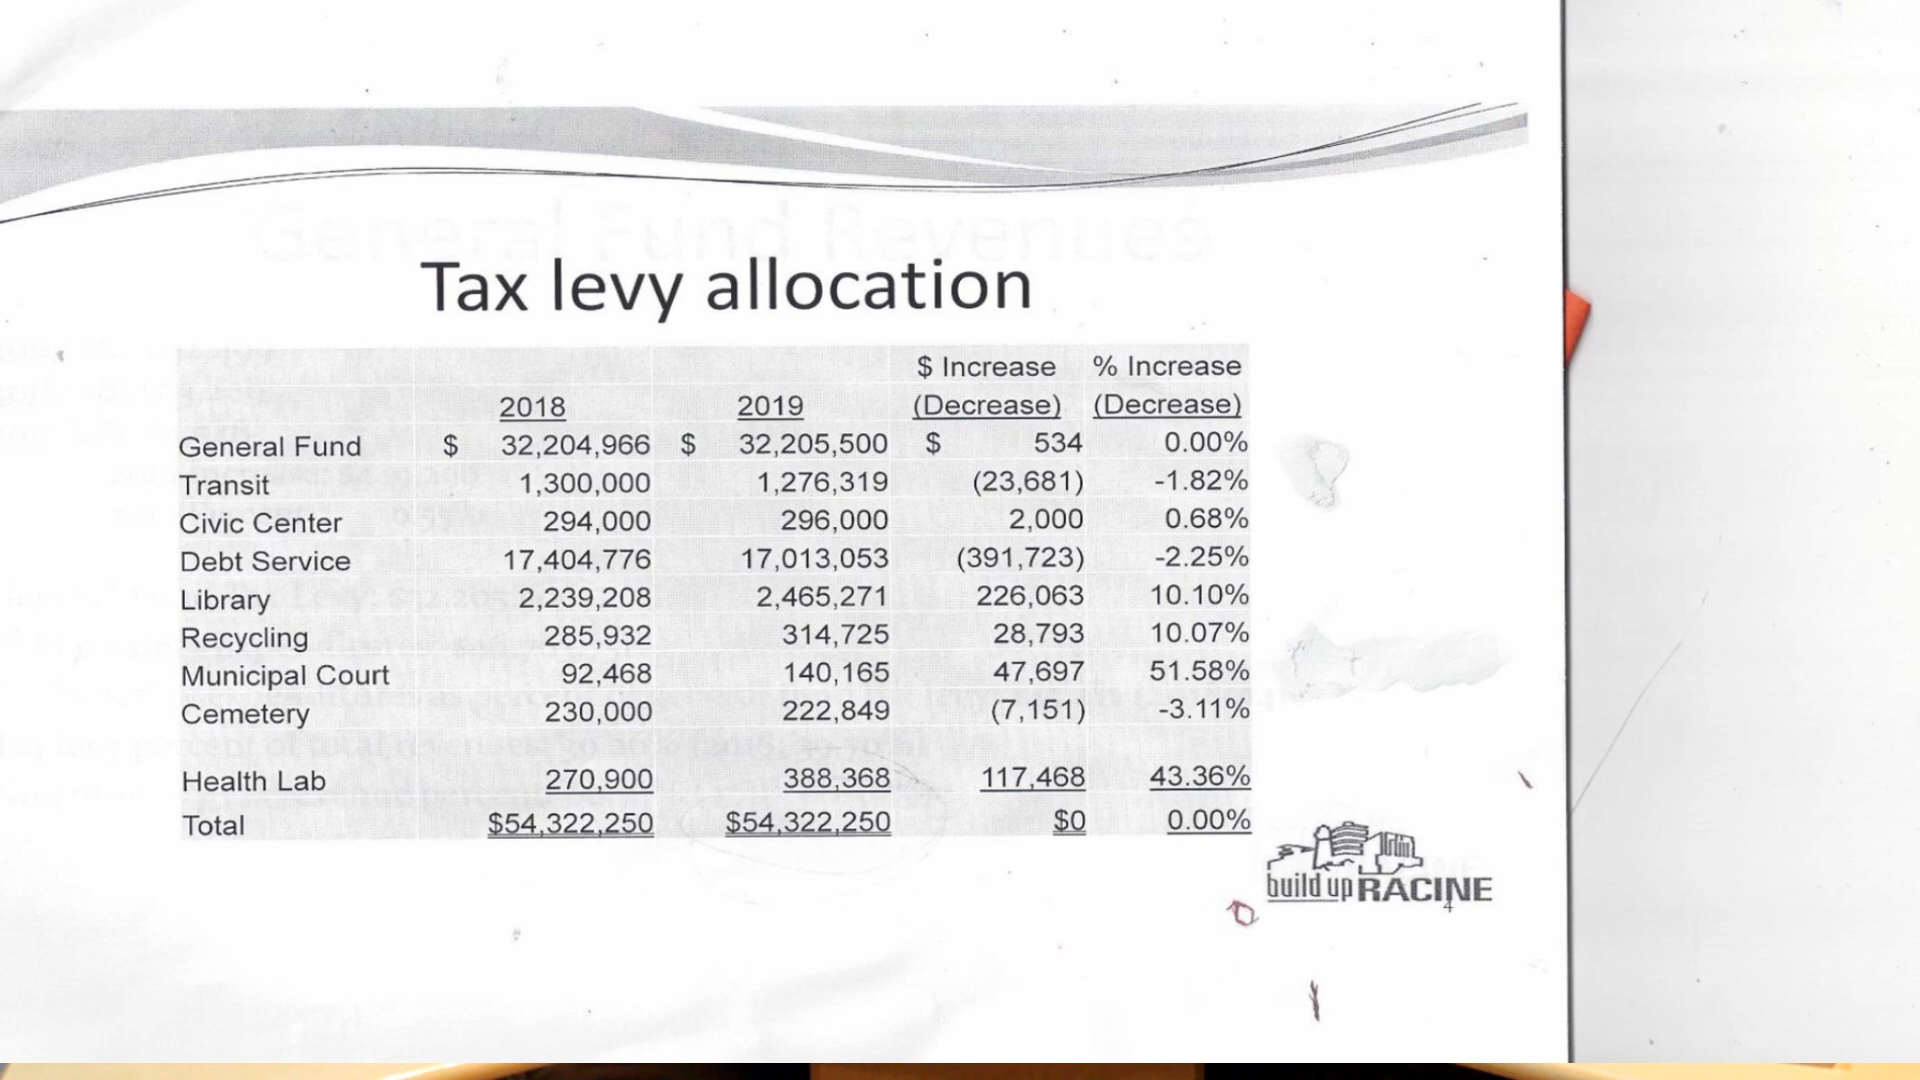 Tax levy allocation
$ Increase % Increase
2018 2019 (Decrease) (Decrease)
General Fund $ 32,204,966 $ 32,205,500 $ 534 0.00%
Transit 1,300,000 1,276,319 (23,681) -1.82%
Civic Center 294,000 296,000 2,000 0.68%
Debt Service 17,404,776 17,013,053 (391,723) -2.25%
Library 2,239,208 2,465,271 226,063 10.10%
Recycling 285,932 314,725 28,793 10.07%
Municipal Court 92,468 140,165 47,697 51.58%
Cemetery 230,000 222,849 (7,151) -3.11%
Health Lab 270,900 388,368 117,468 43.36%
Total $54,322,250 $54,322,250 $0 0.00%
build up RACINE
4
General Fund Revenues